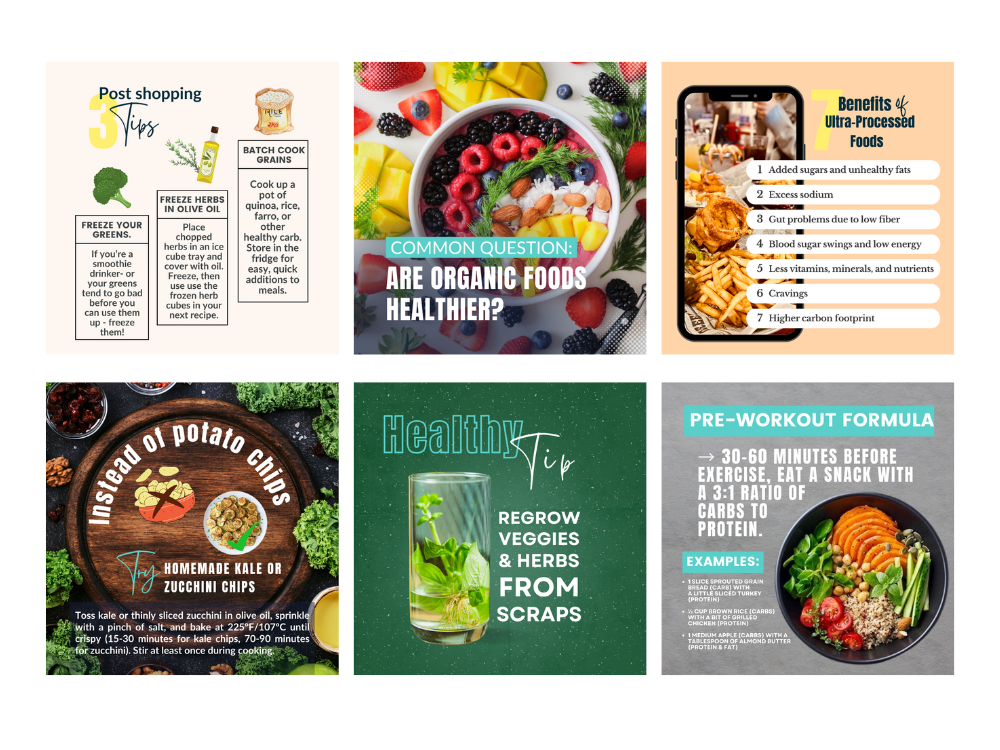 3
Post shopping
Tips
RICE
BATCH COOK
GRAINS
Cook up a
pot of
quinoa, rice,
farro, or
other
healthy carb.
Store in the
fridge for
easy, quick
additions to
meals.
FREEZE HERBS
IN OLIVE OIL
Place
chopped
herbs in an ice
cube tray and
cover with oil.
Freeze, then
use use the
frozen herb
cubes in your
next recipe.
FREEZE YOUR
GREENS.
If you're a
smoothie
drinker- or
your greens
tend to go bad
before you
can use them
up - freeze
them!
COMMON QUESTION:
ARE ORGANIC FOODS
HEALTHIER?
7
Benefits of
Ultra-Processed
Foods
1 Added sugars and unhealthy fats
2 Excess sodium
3 Gut problems due to low fiber
4 Blood sugar swings and low energy
5 Less vitamins, minerals, and nutrients
6 Cravings
7 Higher carbon footprint
Instead of potato chips
Try HOMEMADE KALE OR
ZUCCHINI CHIPS
Toss kale or thinly sliced zucchini in olive oil, sprinkle
with a pinch of salt, and bake at 225°F/107°C until
crispy (15-30 minutes for kale chips, 70-90 minutes
for zucchini). Stir at least once during cooking.
Healthy
Tip
REGROW
VEGGIES
& HERBS
FROM
SCRAPS
PRE-WORKOUT FORMULA
→ 30-60 MINUTES BEFORE
EXERCISE, EAT A SNACK WITH
A 3:1 RATIO OF
CARBS TO
PROTEIN.
EXAMPLES:
• 1 SLICE SPROUTED GRAIN
BREAD (CARB) WITH
A LITTLE SLICED TURKEY
(PROTEIN)
CUP BROWN RICE (CARBS)
WITH A BIT OF GRILLED
CHICKEN (PROTEIN)
• 1 MEDIUM APPLE (CARBS) WITH A
TABLESPOON OF ALMOND BUTTER
(PROTEIN & FAT)